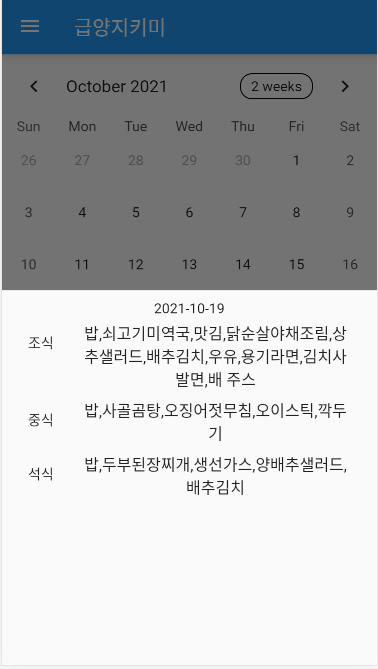 급양지키미
October 2021 2 weeks
Sun Mon Tue Wed Thu Fri Sat
26 27 28 29 30 1 2
3 4 5 6 7 8 9
10 11 12 13 14 15 16
2021-10-19
조식
밥,쇠고기미역국,맛김,닭순살야채조림,상
추샐러드,배추김치,우유,용기라면,김치사
발면,배 주스
중식
밥,사골곰탕,오징어젓무침,오이스틱,깍두
기
석식
밥,두부된장찌개,생선가스,양배추샐러드,
배추김치